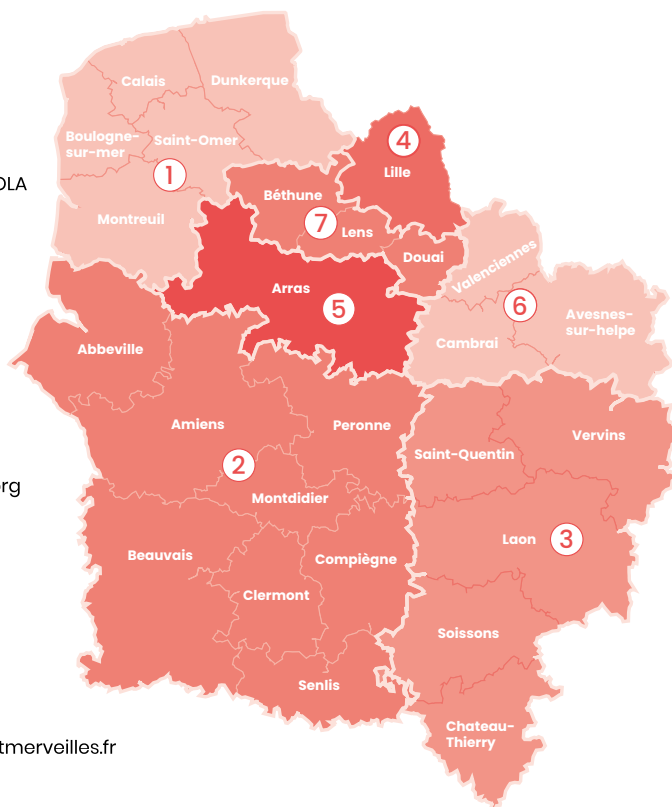 Calais
Dunkerque
Boulogne-
sur-mer
Saint-Omer
1
Montreuil
4
Lille
OLA
Béthune
7
Lens
Douai
Valenciennes
Arras
5
6
Avesnes-
sur-helpe
Cambrai
Abbeville
Amiens
Peronne
Saint-Quentin
Vervins
2
rg
Montdidier
Laon
3
Beauvais
Compiègne
Clermont
Soissons
Senlis
Chateau-
Thierry
tmerveilles.fr